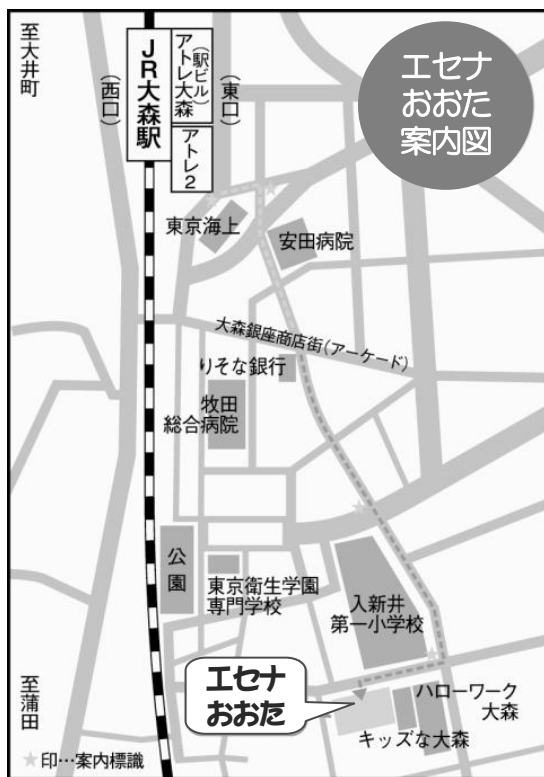 エセナ
おおた
案内図
至大井町
(西口)
JR大森駅
(駅ビル)
アトレ大森
アトレ2
(東口)
東京海上
安田病院
大森銀座商店街(アーケード)
りそな銀行
牧田
総合病院
公園
東京衛生学園
専門学校
入新井
第一小学校
エセナ
おおた
ハローワーク
大森
キッズな大森
至蒲田
★印…案内標識